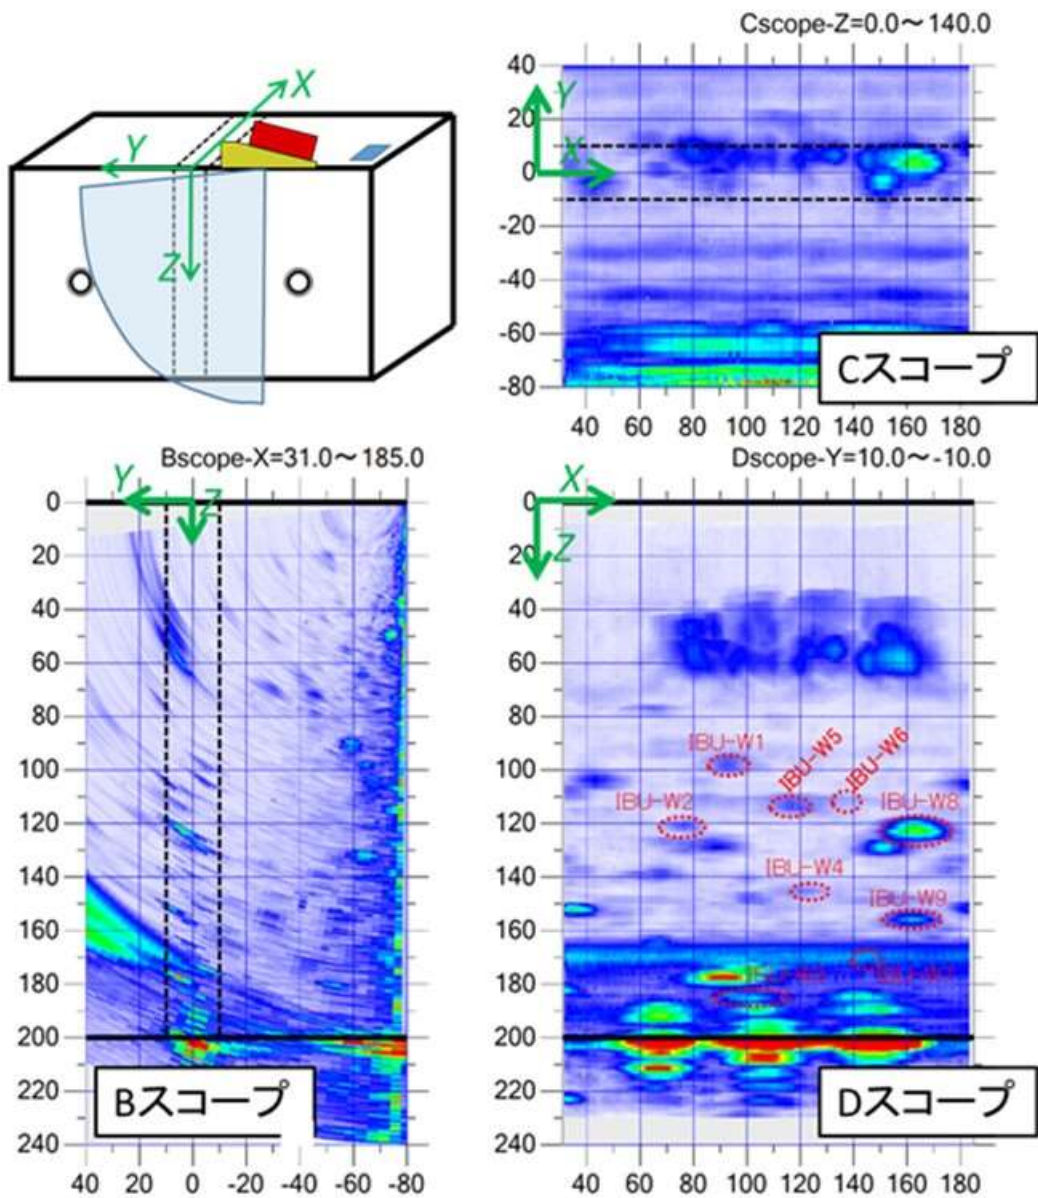 Cscope-Z=0.0～140.0
X
Y
Z
40
20
0
-20
-40
-60
-80
Y
X
Cスコープ
40 60 80 100 120 140 160 180
Bscope-X=31.0～185.0
Y
Z
0
20
40
60
80
100
120
140
160
180
200
220
240
Bスコープ
40 20 0 -20 -40 -60 -80
Dscope-Y=10.0～-10.0
X
Z
0
20
40
60
80
100
120
140
160
180
200
220
240
IBU-W1
IBU-W5
IBU-W6
IBU-W2
IBU-W8
IBU-W4
IBU-W9
Dスコープ
40 60 80 100 120 140 160 180